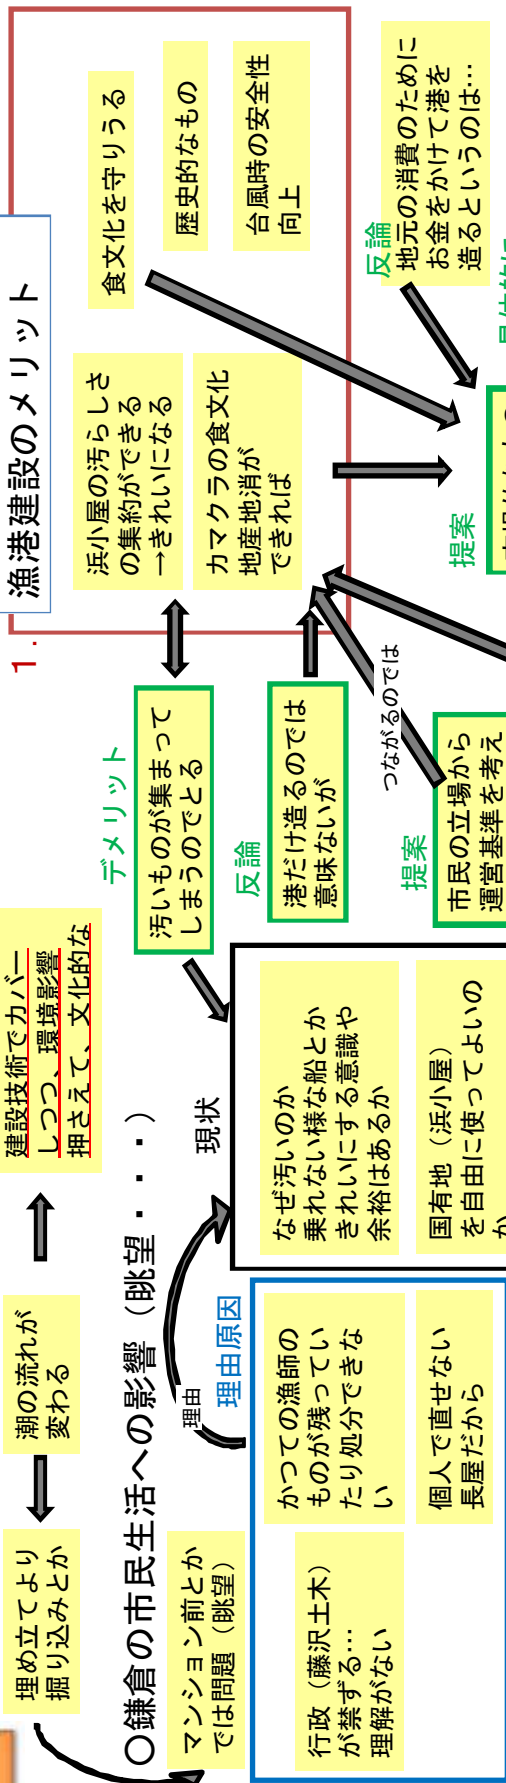 埋め立てより
掘り込みとか
潮の流れが
変わる
建設技術でカバー
しつつ、環境影響
押さえて、文化的な
〇鎌倉の市民生活への影響（眺望・・・・）
マンション前とか
では問題（眺望）
理由
理由原因
行政（藤沢土木）
が禁ずる…
理解がない
かつての漁師の
ものが残ってい
たり処分できな
い
個人で直せない
長屋だから
現状
なぜ汚いのか
乗れない様な船とか
きれいにする意識や
余裕はあるか
国有地（浜小屋）
を自由に使ってよいの
か
デメリット
汚いものが集まって
しまうのでとる
反論
港だけ造るのでは
意味ないが
提案
市民の立場から
運営基準を考え
つながるのでは
1.
漁港建設のメリット
浜小屋の汚らしさ
の集約ができる
→きれいになる
カマクラの食文化
地産地消が
できれば
食文化を守りうる
歴史的なもの
台風時の安全性
向上
反論
地元の消費のために
お金をかけて港を
造るというのは…
提案